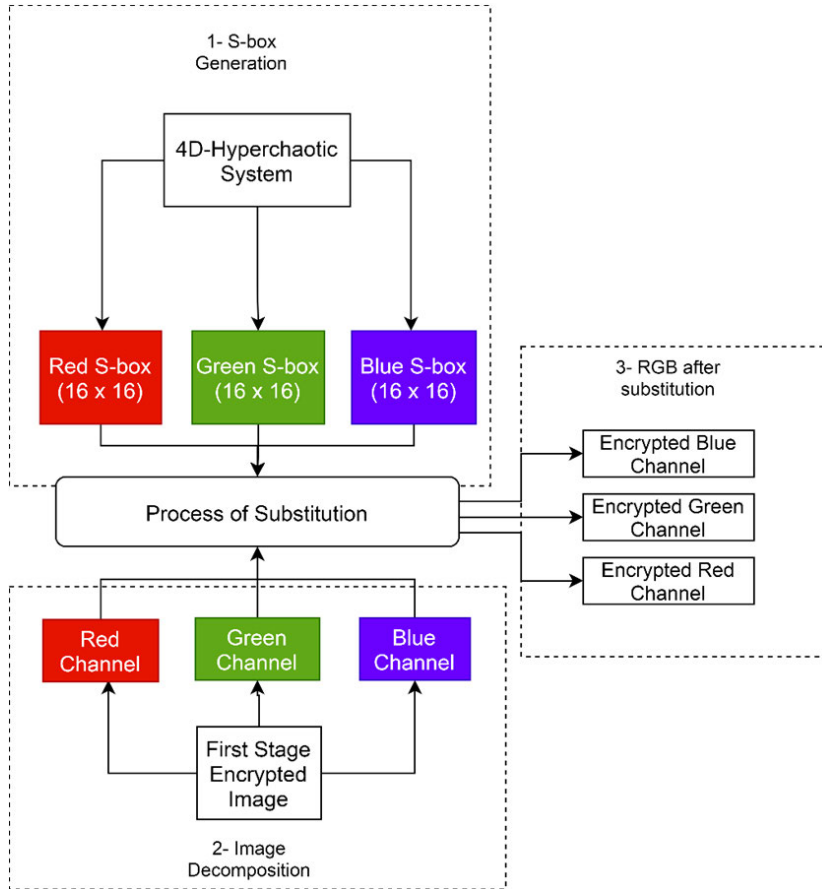 1- S-box
Generation
4D-Hyperchaotic
System
Red S-box
(16 x 16)
Green S-box
(16 x 16)
Blue S-box
(16 x 16)
3- RGB after
substitution
Encrypted Blue
Channel
Encrypted Green
Channel
Encrypted Red
Channel
Process of Substitution
Red
Channel
Green
Channel
Blue
Channel
First Stage
Encrypted
Image
2- Image
Decomposition